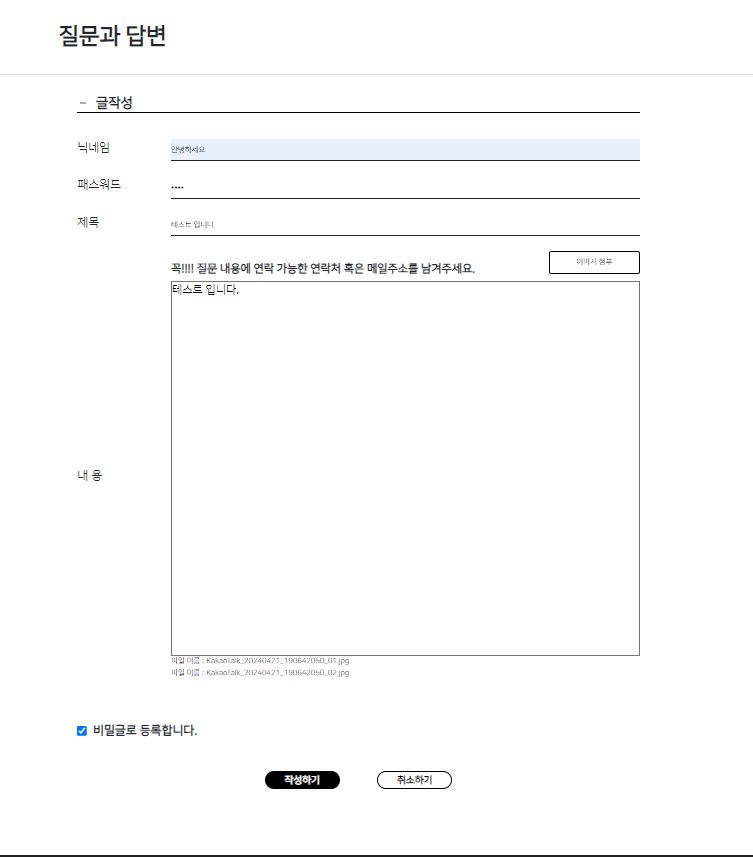 질문과 답변
- 글작성
닉네임 안녕하세요
패스워드 ••••
제목 테스트 입니다.
꼭!!!! 질문 내용에 연락 가능한 연락처 혹은 메일주소를 남겨주세요. 이미지 첨부
테스트 입니다.
내 용
파일 이름 : KakaoTalk_20240421_190642050_01.jpg
파일 이름 : KakaoTalk_20240421_190642050_02.jpg
비밀글로 등록합니다.
작성하기 취소하기